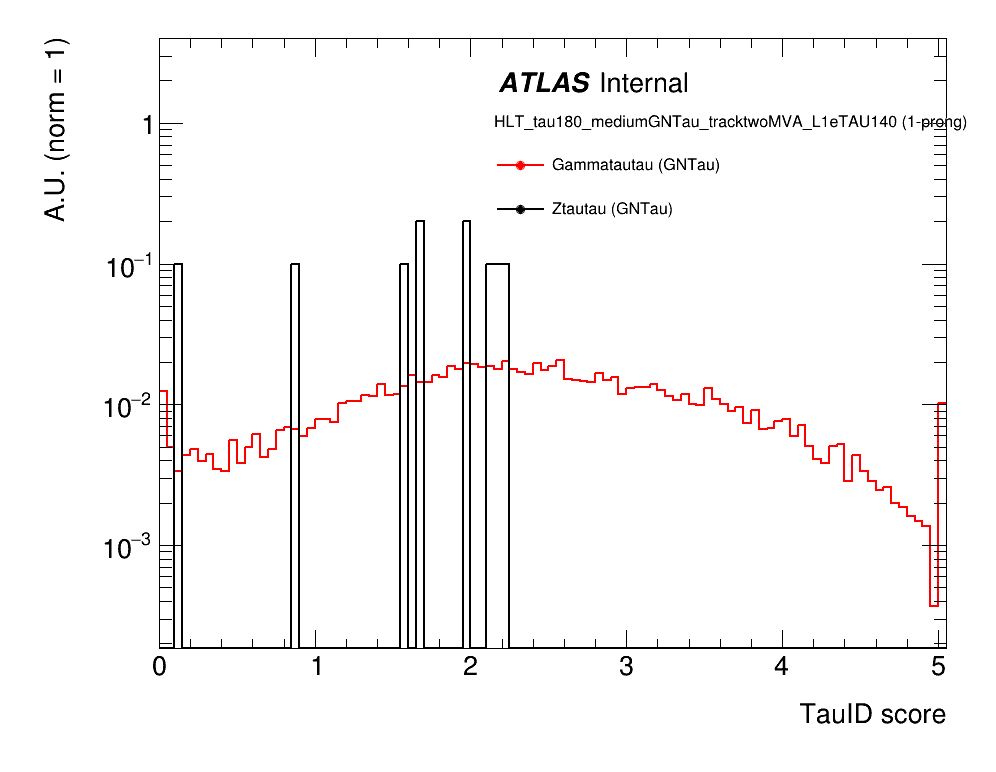 A.U. (norm = 1)
ATLAS Internal
HLT_tau180_mediumGNTau_tracktwoMVA_L1eTAU140 (1-prong)
Gammatautau (GNTau)
Ztautau (GNTau)
1
10⁻¹
10⁻²
10⁻³
0 1 2 3 4 5
TauID score